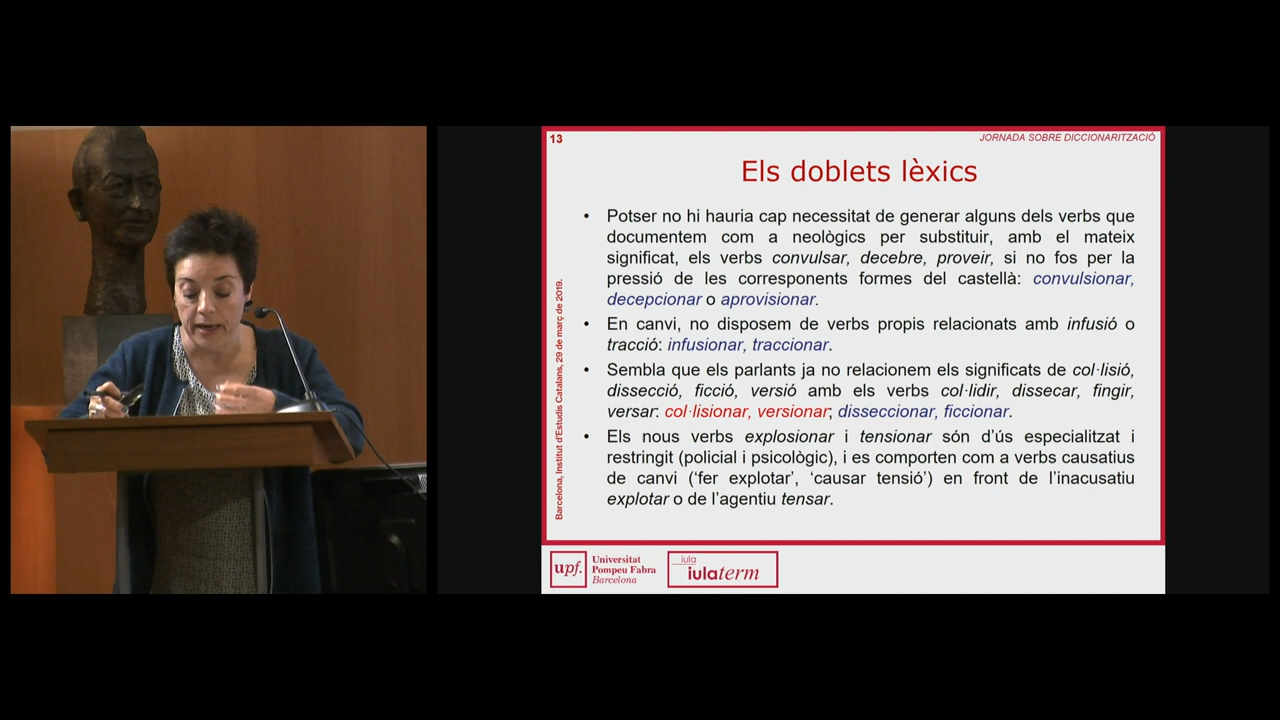 13
JORNADA SOBRE DICCIONARITZACIÓ
Els doblets lèxics
• Potser no hi hauria cap necessitat de generar alguns dels verbs que
documentem com a neològics per substituir, amb el mateix
significat, els verbs convulsar, decebre, proveir, si no fos per la
pressió de les corresponents formes del castellà: convulsionar,
decepcionar o aprovisionar.
• En canvi, no disposem de verbs propis relacionats amb infusió o
tracció: infusionar, traccionar.
• Sembla que els parlants ja no relacionem els significats de col·lisió,
dissecció, ficció, versió amb els verbs col·lidir, dissecar, fingir,
versar: col·lisionar, versionar; disseccionar, ficcionar.
• Els nous verbs explosionar i tensionar són d’ús especialitzat i
restringit (policial i psicològic), i es comporten com a verbs causatius
de canvi (‘fer explotar’, ‘causar tensió’) en front de l’inacusatiu
explotar o de l’agentiu tensar.
Barcelona, Institut d’Estudis Catalans, 29 de març de 2019.
upf.
Universitat
Pompeu Fabra
Barcelona
iula
iulaterm